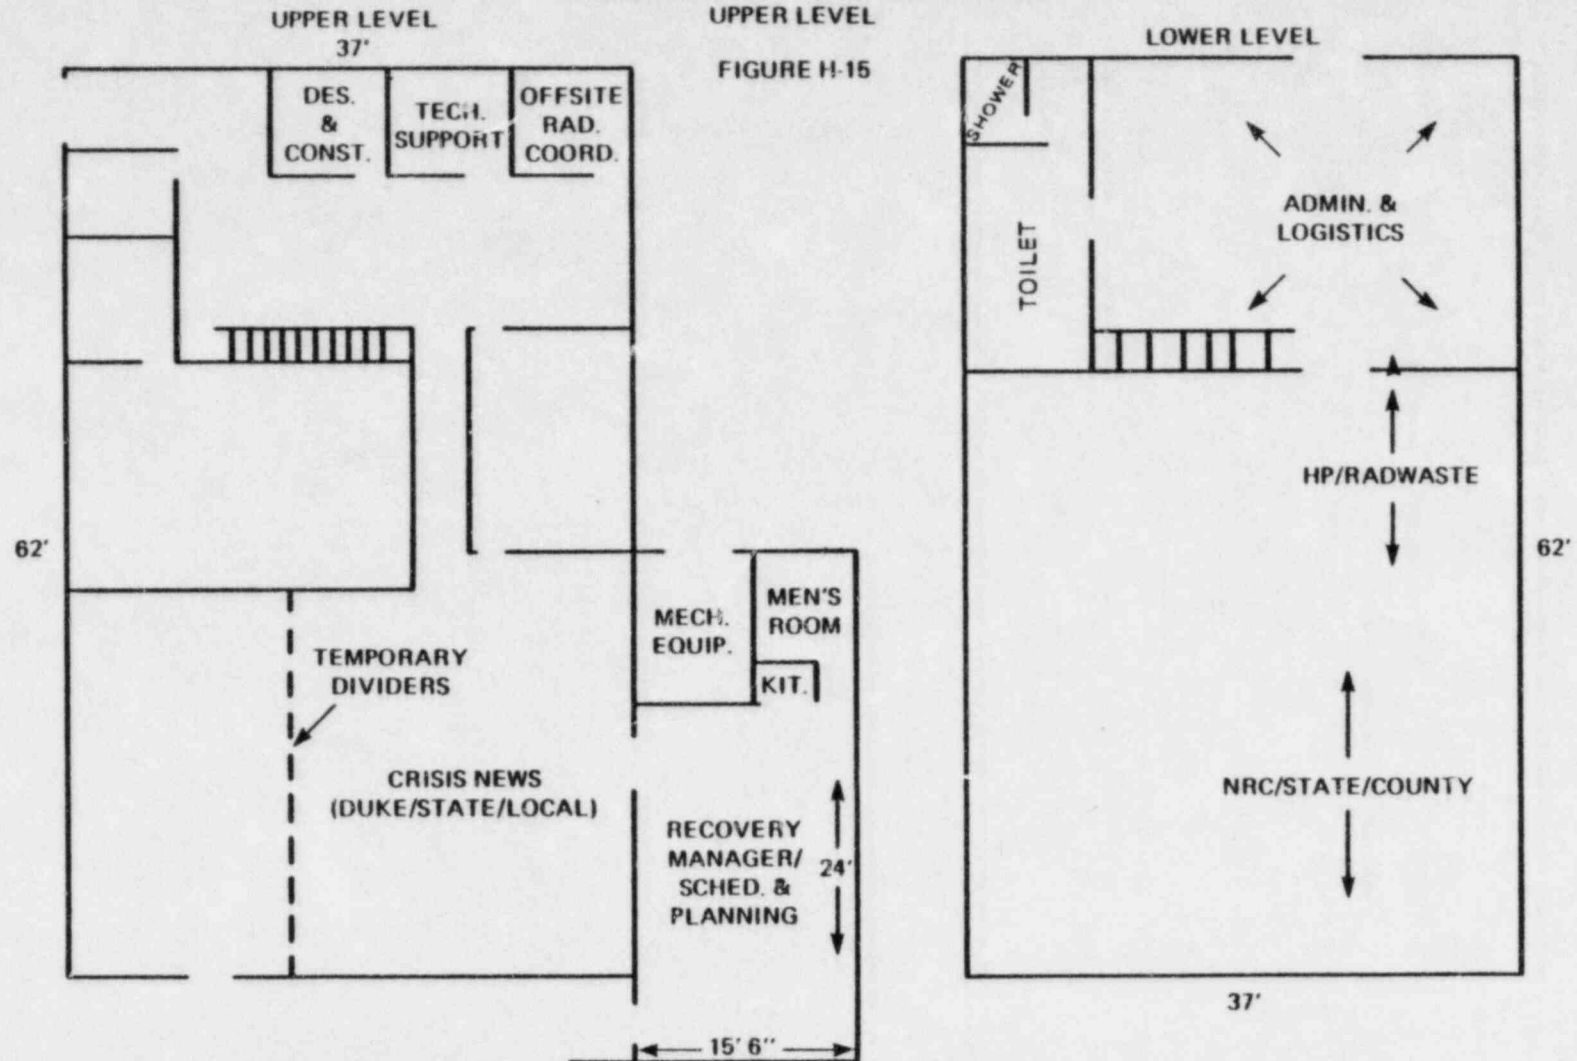 UPPER LEVEL
37'
UPPER LEVEL
FIGURE H-15
LOWER LEVEL
DES.
&
CONST.
TECH.
SUPPORT
OFFSITE
RAD.
COORD.
62'
TEMPORARY
DIVIDERS
CRISIS NEWS
(DUKE/STATE/LOCAL)
MECH.
EQUIP.
MEN'S
ROOM
KIT.
RECOVERY
MANAGER/
SCHED. &
PLANNING
24'
15' 6"
SHOWER
TOILET
ADMIN. &
LOGISTICS
HP/RADWASTE
62'
NRC/STATE/COUNTY
37'